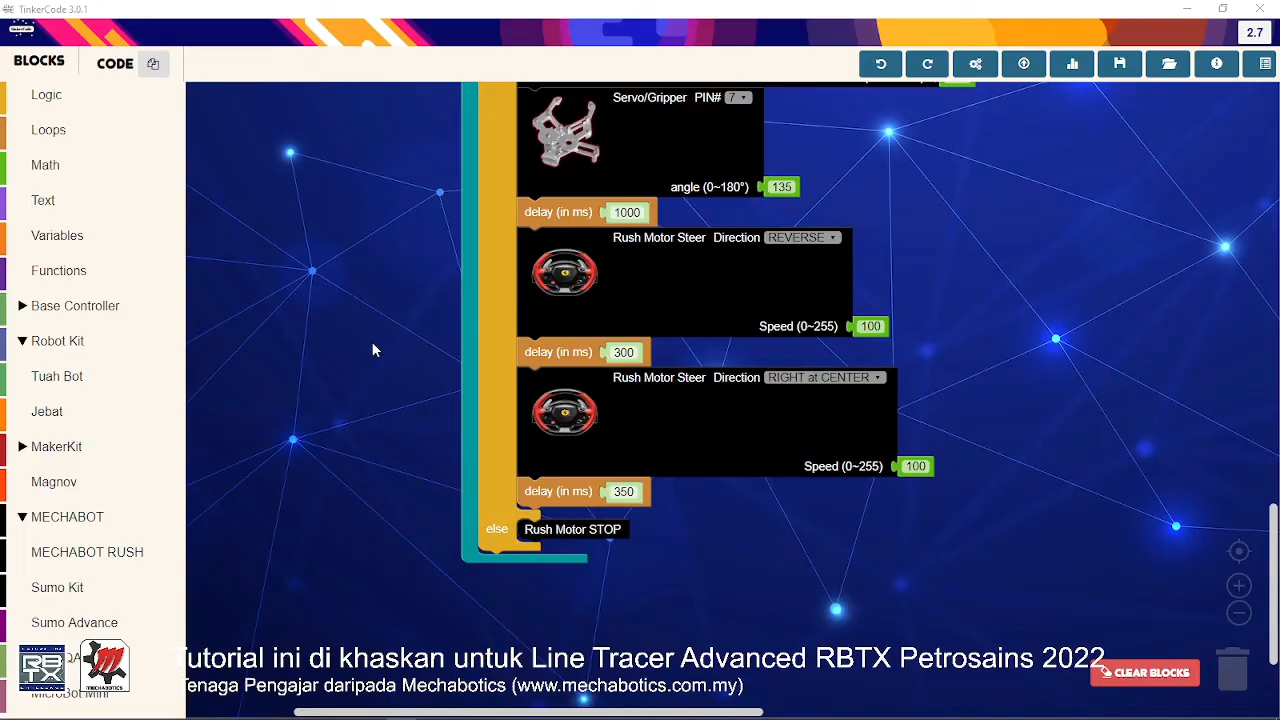 TinkerCode 3.0.1
2.7
BLOCKS
CODE
Logic
Loops
Math
Text
Variables
Functions
Base Controller
Robot Kit
Tuah Bot
Jebat
MakerKit
Magnov
MECHABOT
MECHABOT RUSH
Sumo Kit
Sumo Advance
MicroBot Mini
Servo/Gripper PIN# 7
angle (0~180°) 135
delay (in ms) 1000
Rush Motor Steer Direction REVERSE
Speed (0~255) 100
delay (in ms) 300
Rush Motor Steer Direction RIGHT at CENTER
Speed (0~255) 100
delay (in ms) 350
else Rush Motor STOP
RBTX
MECHABOTICS
Tutorial ini di khaskan untuk Line Tracer Advanced RBTX Petrosains 2022
Tenaga Pengajar daripada Mechabotics (www.mechabotics.com.my)
CLEAR BLOCKS